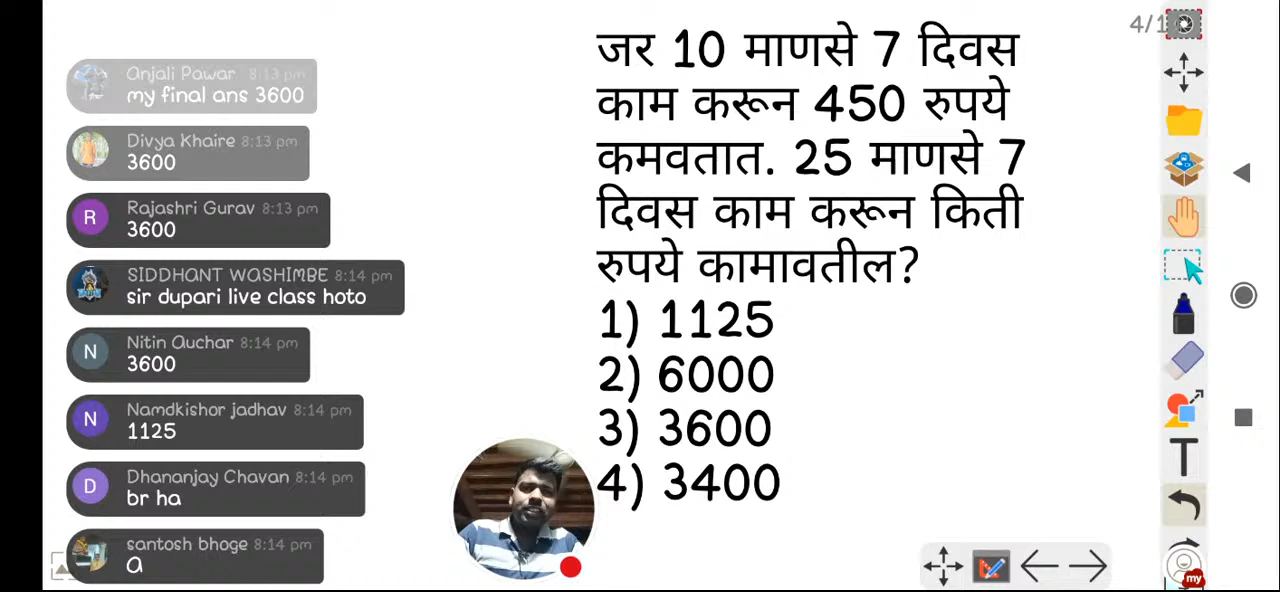 Anjali Pawar 8:13 pm
my final ans 3600
Divya Khaire 8:13 pm
3600
R
Rajashri Gurav 8:13 pm
3600
SIDDHANT WASHIMBE 8:14 pm
sir dupari live class hoto
N
Nitin Auchar 8:14 pm
3600
N
Namdkishor jadhav 8:14 pm
1125
D
Dhananjay Chavan 8:14 pm
br ha
santosh bhoge 8:14 pm
a
जर 10 माणसे 7 दिवस
काम करून 450 रुपये
कमवतात. 25 माणसे 7
दिवस काम करून किती
रुपये कामावतील?
1) 1125
2) 6000
3) 3600
4) 3400
4/1
T
my